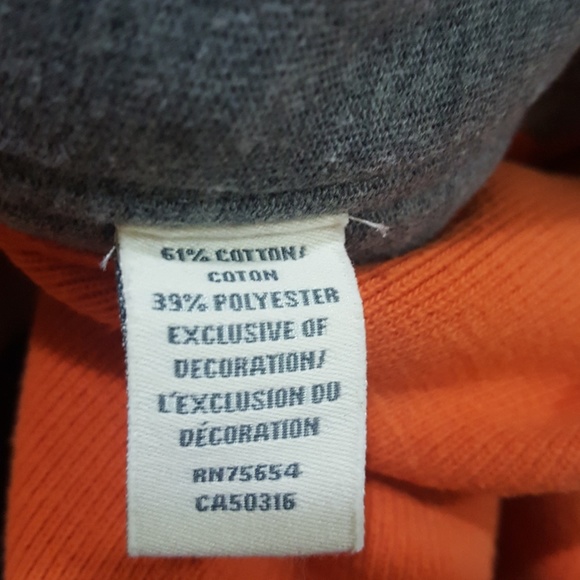 61% COTTON/
COTON
39% POLYESTER
EXCLUSIVE OF
DECORATION/
L'EXCLUSION DU
DÉCORATION
RN75654
CA50316